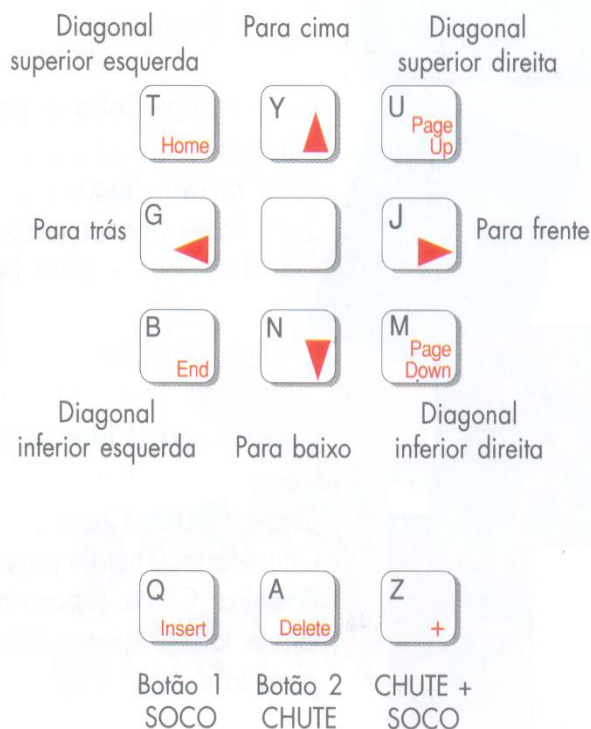 Diagonal Para cima Diagonal
superior esquerda superior direita
T Y U
Home Page
Up
Para trás G J Para frente
B N M
End Page
Down
Diagonal Diagonal
inferior esquerda Para baixo inferior direita
Q A Z
Insert Delete +
Botão 1 Botão 2 CHUTE +
SOCO CHUTE SOCO